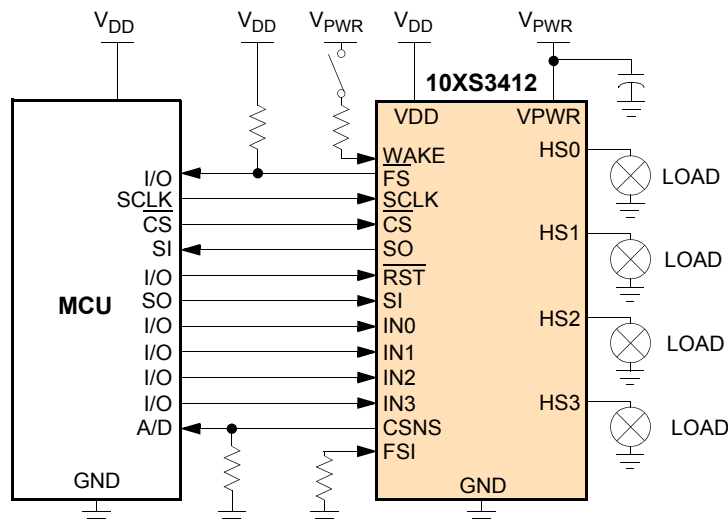 VDD
VDD
VPWR
VDD
VPWR
10XS3412
VDD
VPWR
MCU
I/O
SCLK
CS
SI
I/O
SO
I/O
I/O
I/O
I/O
A/D
GND
WAKE
FS
SCLK
CS
SO
RST
SI
IN0
IN1
IN2
IN3
CSNS
FSI
GND
HS0
LOAD
HS1
LOAD
HS2
LOAD
HS3
LOAD